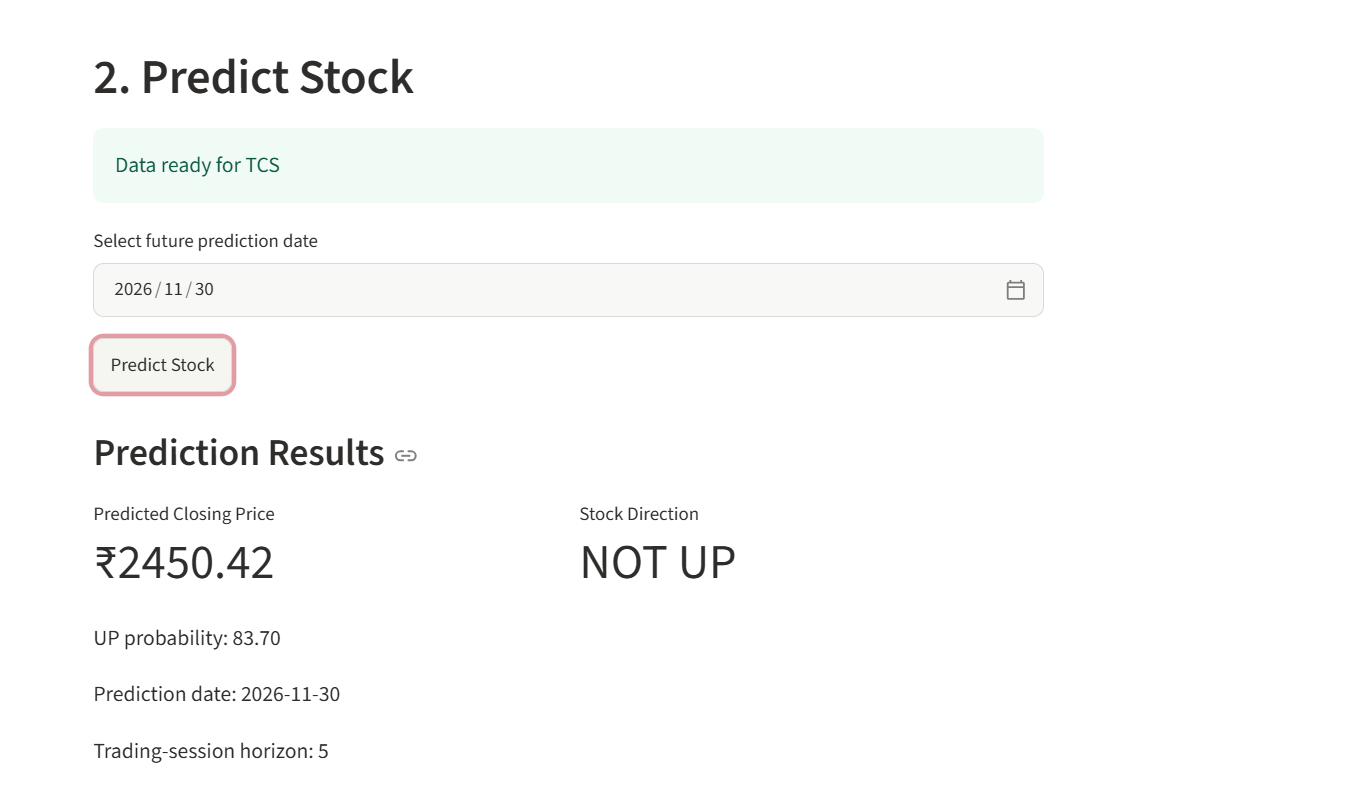 2. Predict Stock
Data ready for TCS
Select future prediction date
2026/11/30
Predict Stock
Prediction Results
Predicted Closing Price
Stock Direction
₹2450.42
NOT UP
UP probability: 83.70
Prediction date: 2026-11-30
Trading-session horizon: 5